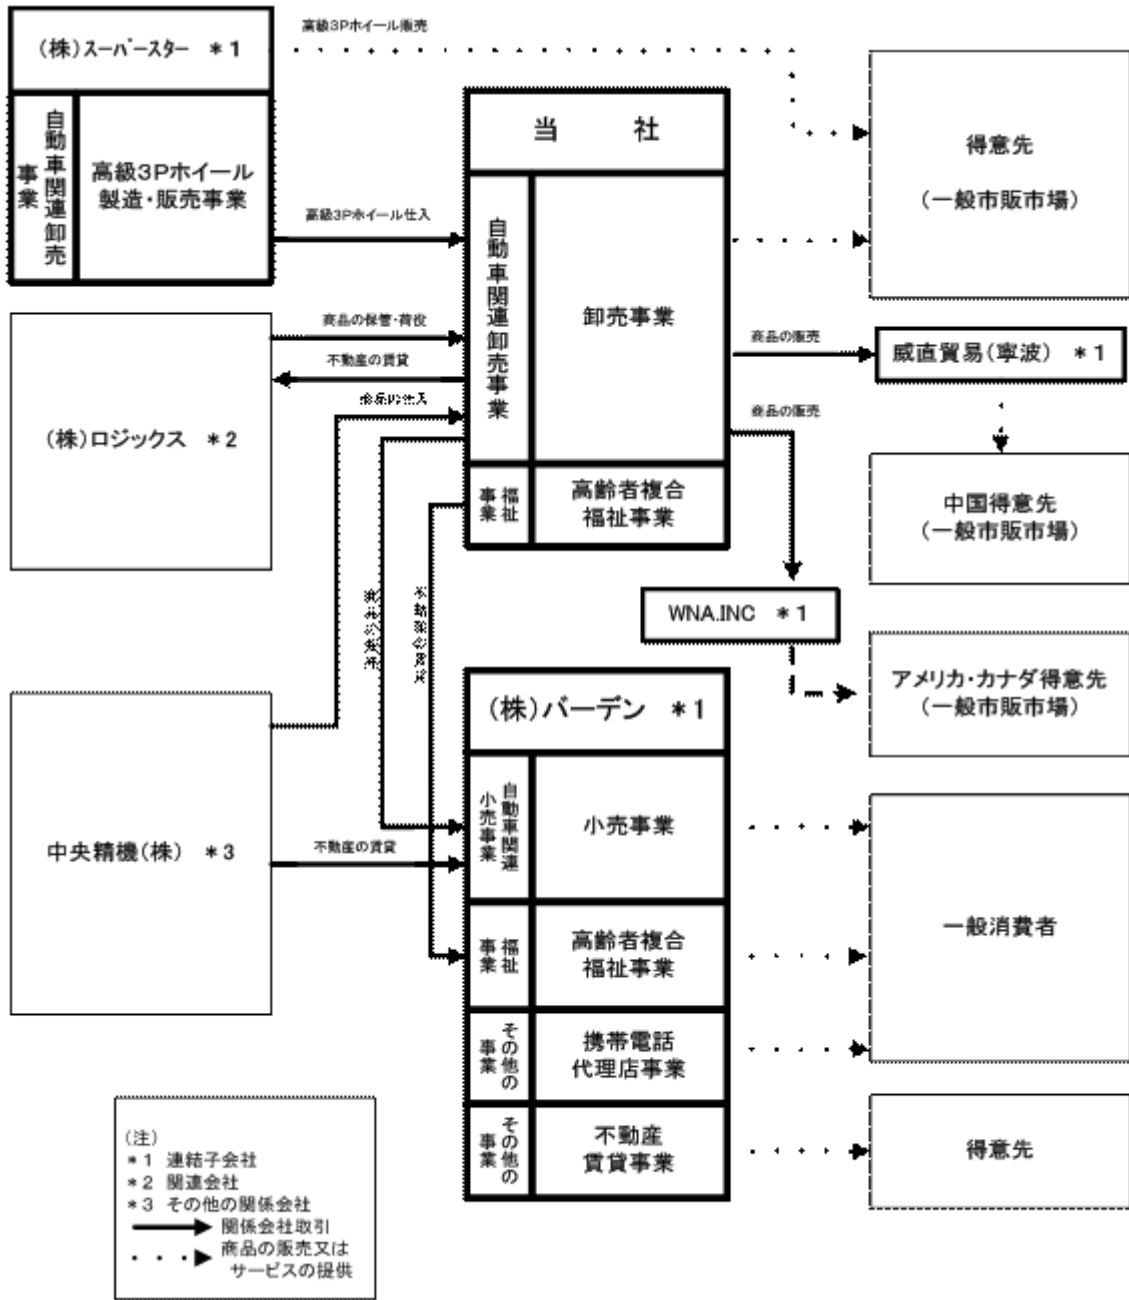 (株)スーパースター ＊1
自動車関連卸売
事業
高級3Pホイール
製造・販売事業
高級3Pホイール販売
高級3Pホイール仕入
商品の保管・荷役
不動産の賃貸
(株)ロジックス ＊2
中央精機(株) ＊3
不動産の賃貸
当 社
自動車関連卸売事業
卸売事業
福祉
事業
高齢者複合
福祉事業
商品の販売
商品の販売
得意先
(一般市販市場)
威直貿易(寧波) ＊1
中国得意先
(一般市販市場)
WNA.INC ＊1
アメリカ・カナダ得意先
(一般市販市場)
(株)バーデン ＊1
自動車関連
小売事業
小売事業
福祉
事業
高齢者複合
福祉事業
その他の
事業
携帯電話
代理店事業
その他の
事業
不動産
賃貸事業
一般消費者
得意先
(注)
＊1 連結子会社
＊2 関連会社
＊3 その他の関係会社
関係会社取引
商品の販売又は
サービスの提供